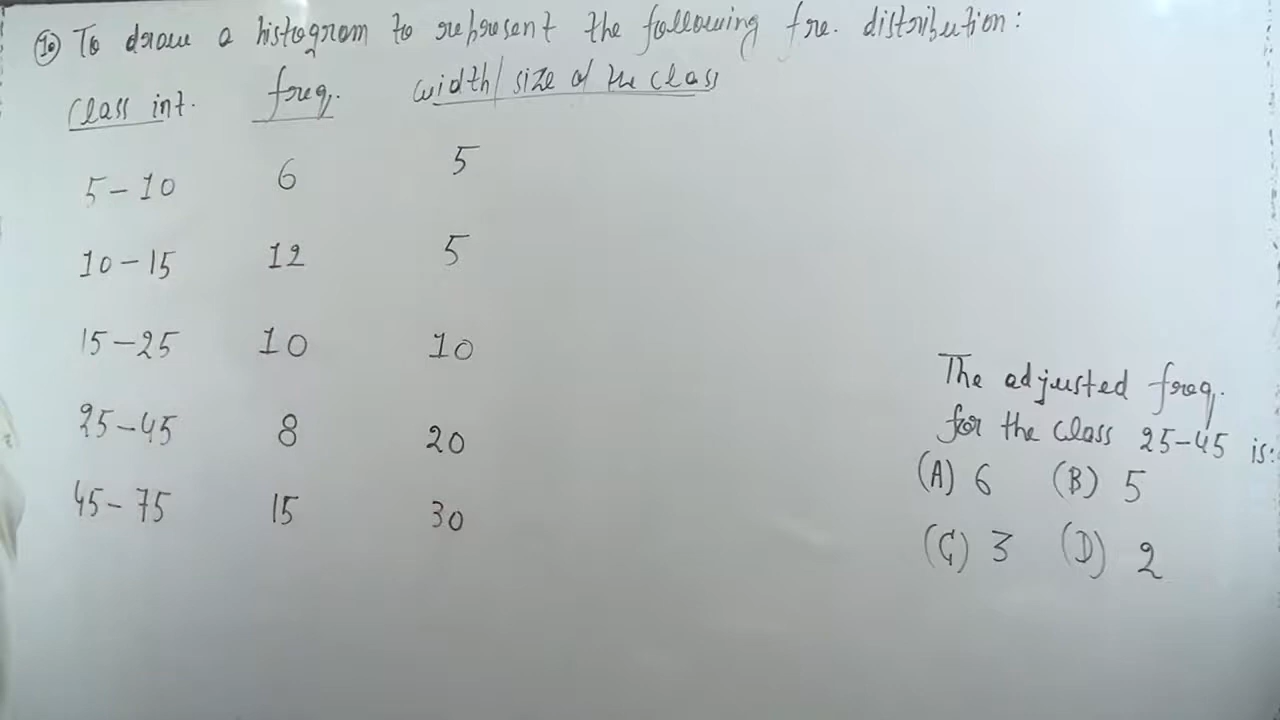 10 To draw a histogram to represent the following fre. distribution:
Class int. freq. width/size of the class
5-10 6 5
10-15 12 5
15-25 10 10
25-45 8 20
45-75 15 30
The adjusted freq.
for the class 25-45 is:
(A) 6 (B) 5
(C) 3 (D) 2